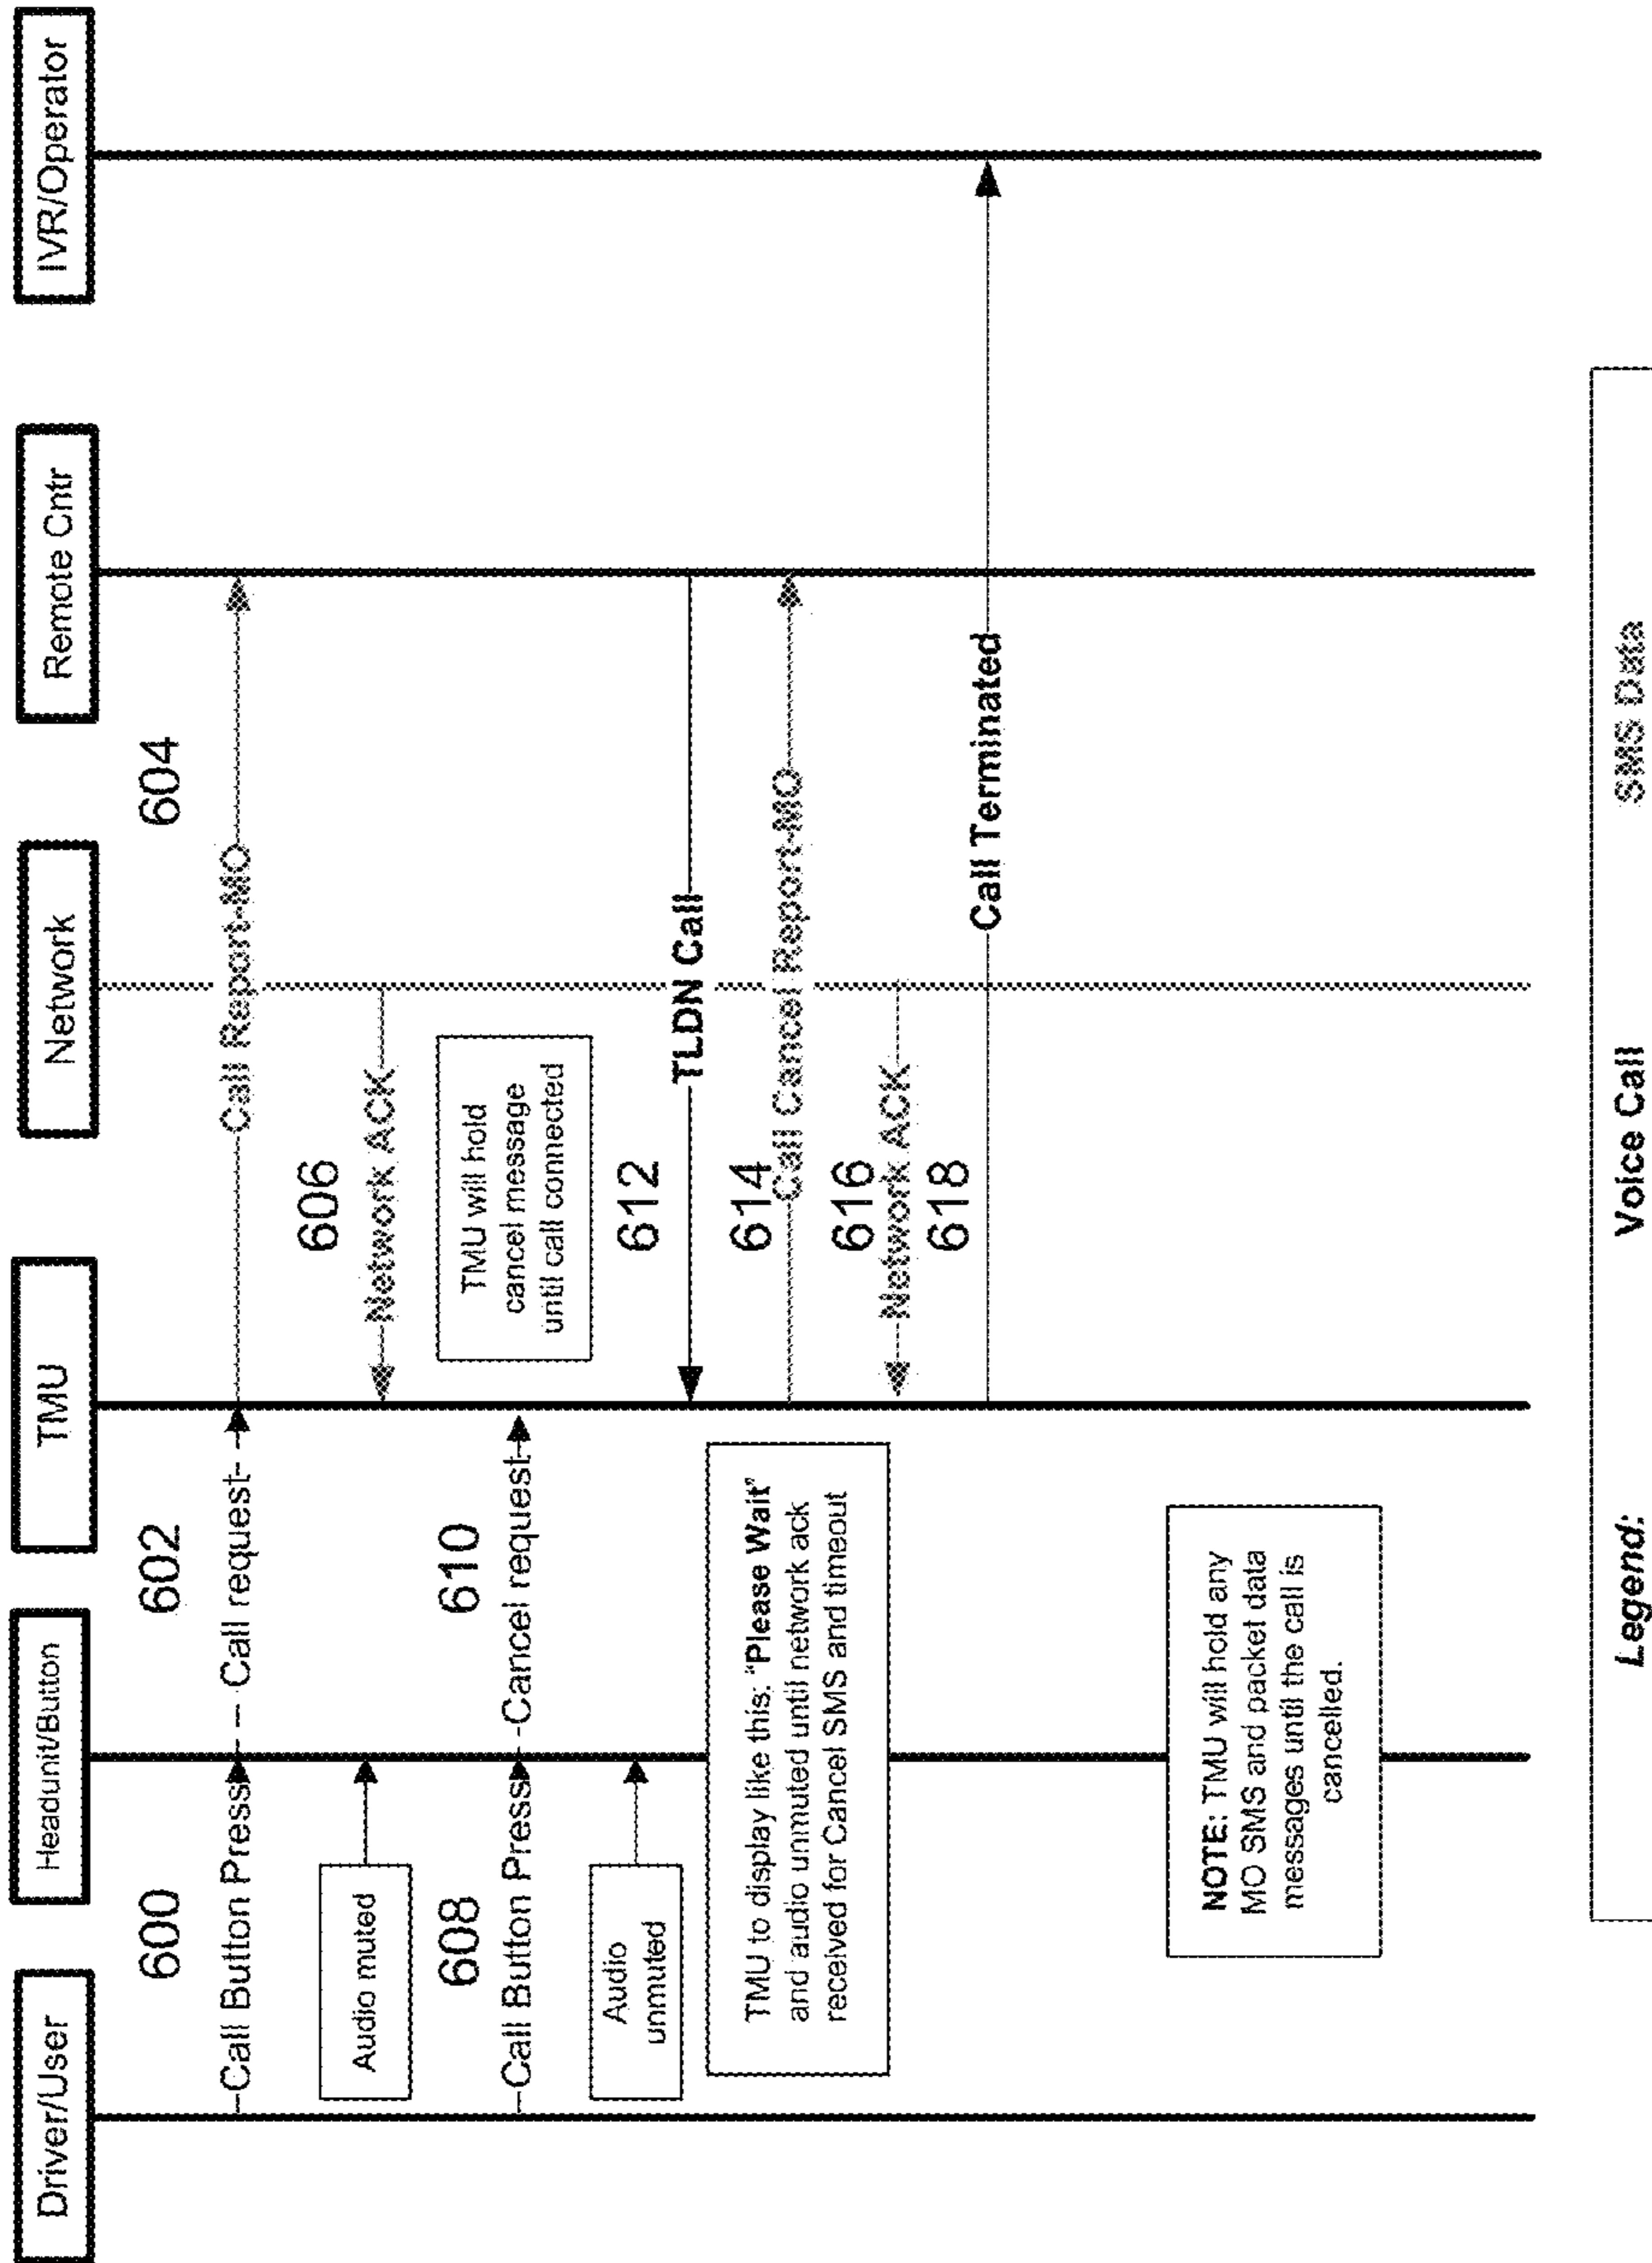 Driver/User
Headunit/Button
TMU
Network
Remote Cntr
IVR/Operator
600
602
604
Call Button Press
Call request
Call Report-MO
606
Audio muted
Network ACK
608
610
Call Button Press
Cancel request
TMU will hold
cancel message
until call connected
Audio
unmuted
612
TLDN Call
614
Call Cancel Report-MO
TMU to display like this: "Please Wait"
and audio unmuted until network ack
received for Cancel SMS and timeout
616
Network ACK
618
Call Terminated
NOTE: TMU will hold any
MO SMS and packet data
messages until the call is
cancelled.
Legend:
Voice Call
SMS Data